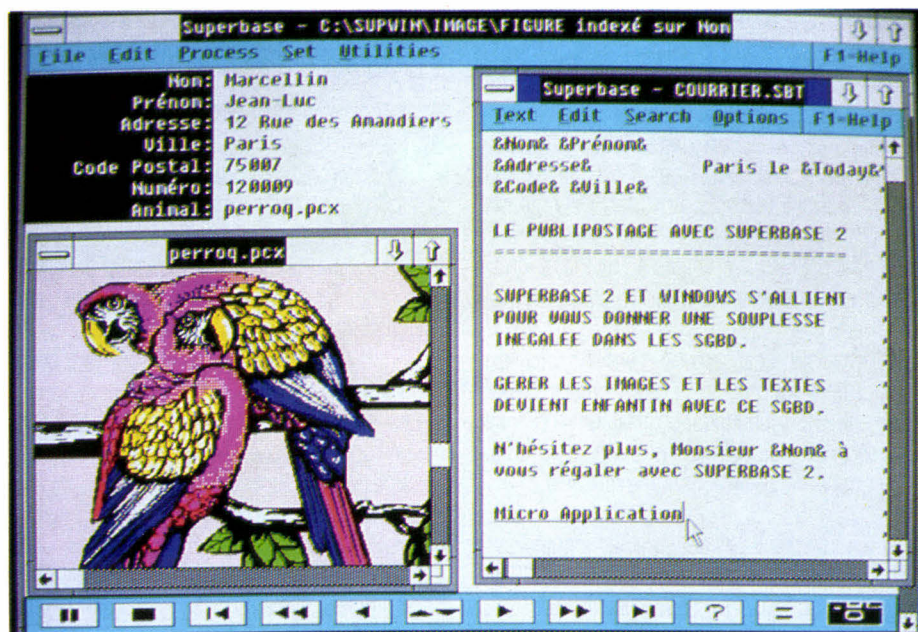 Superbase - C:\SUPWIN\IMAGE\FIGURE indexé sur Nom
File Edit Process Set Utilities F1=Help
Nom: Marcellin
Prénom: Jean-Luc
Adresse: 12 Rue des Amandiers
Ville: Paris
Code Postal: 75007
Numéro: 120009
Animal: perroq.pcx
perroq.pcx
Superbase - COURRIER.SBT
Text Edit Search Options F1=Help
&Nom& &Prénom&
&Adresse& Paris le &Today&
&Code& &Ville&
LE PUBLIPOSTAGE AVEC SUPERBASE 2
================================
SUPERBASE 2 ET WINDOWS S'ALLIENT
POUR VOUS DONNER UNE SOUPLESSE
INEGALEE DANS LES SGBD.
GERER LES IMAGES ET LES TEXTES
DEVIENT ENFANTIN AVEC CE SGBD.
N'hésitez plus, Monsieur &Nom& à
vous régaler avec SUPERBASE 2.
Micro Application
? =